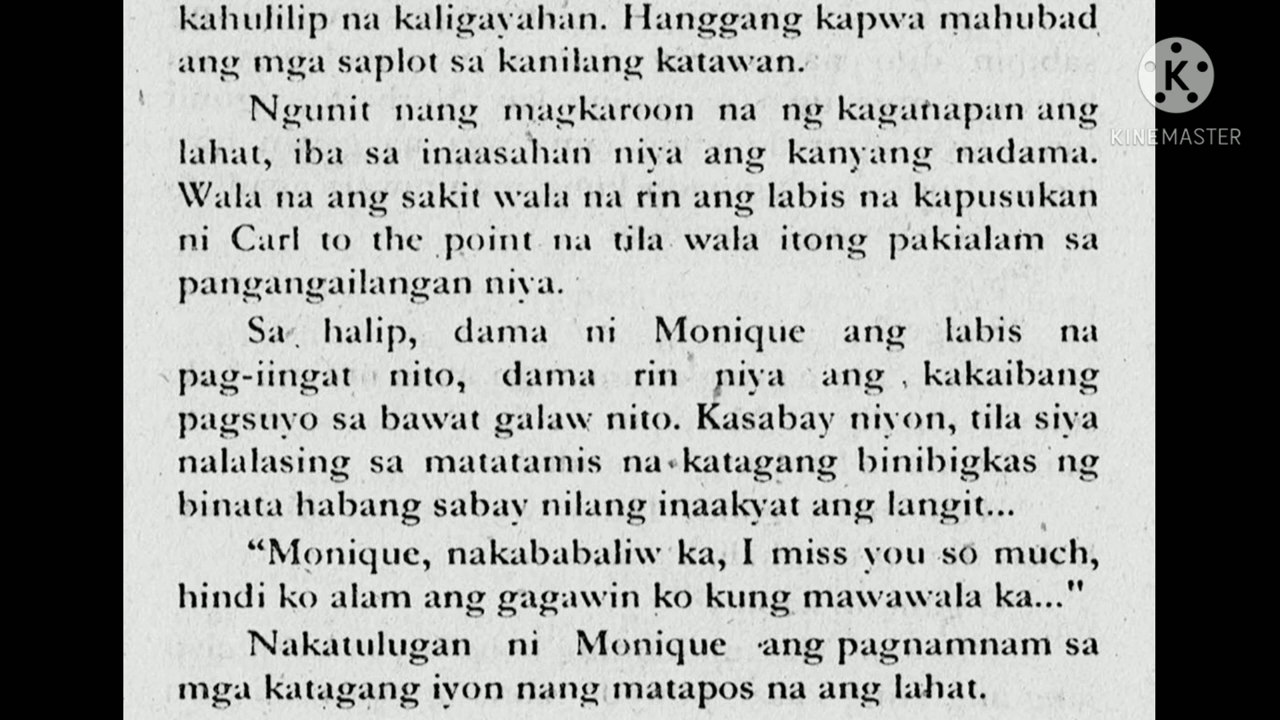 kahulilip na kaligayahan. Hanggang kapwa mahubad
ang mga saplot sa kanilang katawan.
Ngunit nang magkaroon na ng kaganapan ang
lahat, iba sa inaasahan niya ang kanyang nadama.
Wala na ang sakit wala na rin ang labis na kapusukan
ni Carl to the point na tila wala itong pakialam sa
pangangailangan niya.
Sa halip, dama ni Monique ang labis na
pag-iingat nito, dama rin niya ang kakaibang
pagsuyo sa bawat galaw nito. Kasabay niyon, tila siya
nalalasing sa matatamis na katagang binibigkas ng
binata habang sabay nilang inaakyat ang langit...
“Monique, nakababaliw ka, I miss you so much,
hindi ko alam ang gagawin ko kung mawawala ka..."
Nakatulugan ni Monique ang pagnamnam sa
mga katagang iyon nang matapos na ang lahat.
K
KINEMASTER